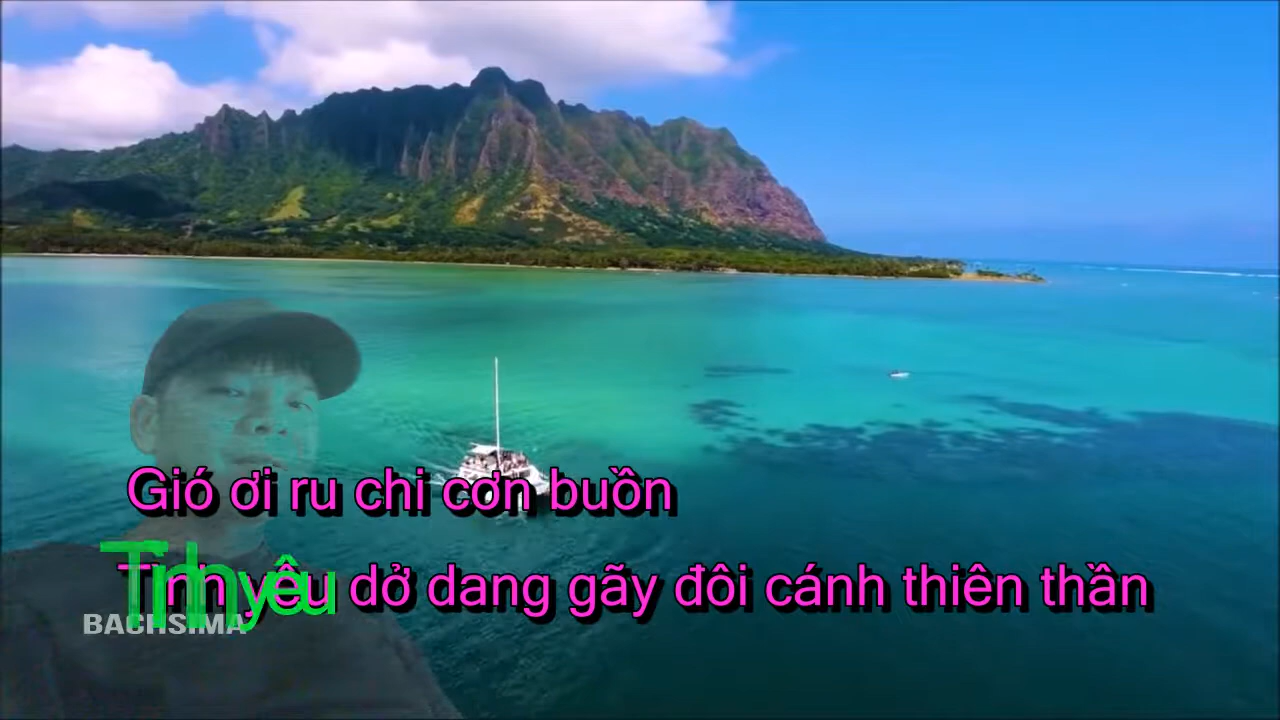 Gió ơi ru chi cơn buồn
Tình yêu dở dang gãy đôi cánh thiên thần
BACHSIMA